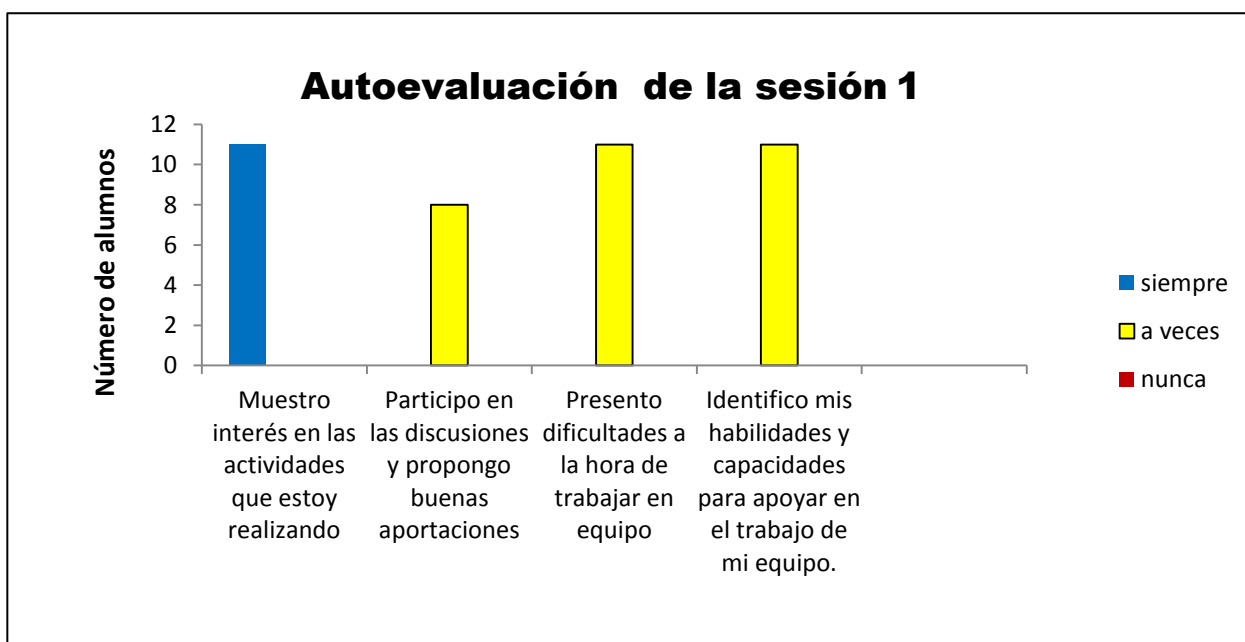 Autoevaluación de la sesión 1
Número de alumnos
12
10
8
6
4
2
0
Muestro
interés en las
actividades
que estoy
realizando
Participo en
las discusiones
y propongo
buenas
aportaciones
Presento
dificultades a
la hora de
trabajar en
equipo
Identifico mis
habilidades y
capacidades
para apoyar en
el trabajo de
mi equipo.
siempre
a veces
nunca